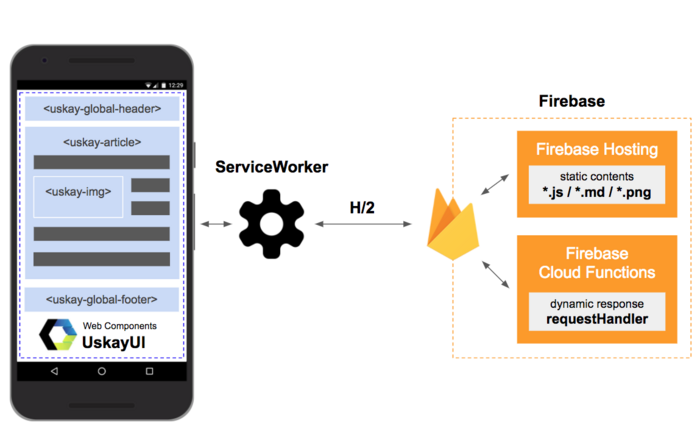 12:29
<uskay-global-header>
<uskay-article>
<uskay-img>
<uskay-global-footer>
Web Components
UskayUI
ServiceWorker
H/2
Firebase
Firebase Hosting
static contents
*.js / *.md / *.png
Firebase
Cloud Functions
dynamic response
requestHandler